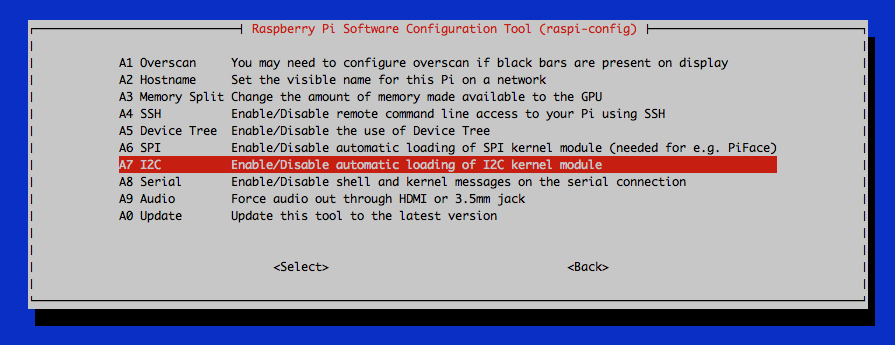 Raspberry Pi Software Configuration Tool (raspi-config)
A1 Overscan You may need to configure overscan if black bars are present on display
A2 Hostname Set the visible name for this Pi on a network
A3 Memory Split Change the amount of memory made available to the GPU
A4 SSH Enable/Disable remote command line access to your Pi using SSH
A5 Device Tree Enable/Disable the use of Device Tree
A6 SPI Enable/Disable automatic loading of SPI kernel module (needed for e.g. PiFace)
A7 I2C Enable/Disable automatic loading of I2C kernel module
A8 Serial Enable/Disable shell and kernel messages on the serial connection
A9 Audio Force audio out through HDMI or 3.5mm jack
A0 Update Update this tool to the latest version
<Select> <Back>